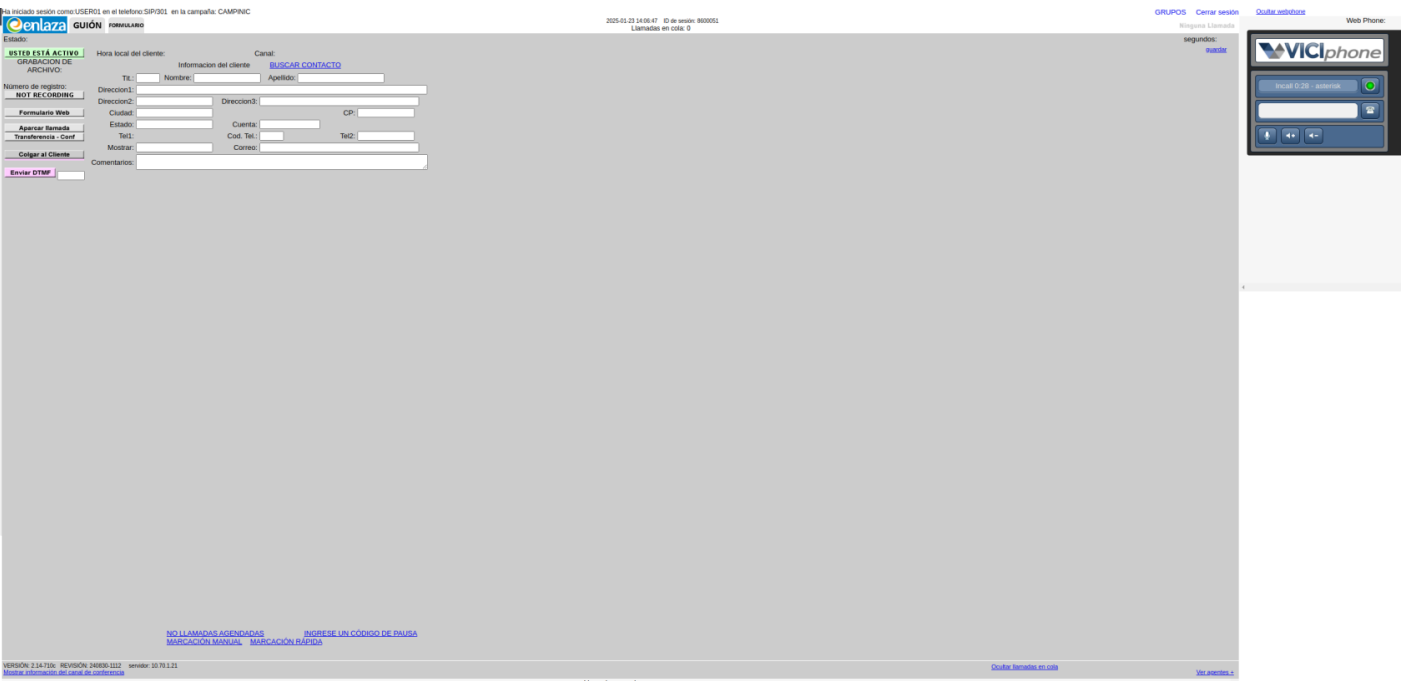 Ha iniciado sesión como:USER01 en el telefono:SIP/301 en la campaña: CAMPINIC
GRUPOS Cerrar sesión
Ocultar webphone
enlaza GUIÓN FORMULARIO
2025-01-23 14:06:47 ID de sesión: 8600051
Llamadas en cola: 0
Ninguna Llamada
Web Phone:
Estado:
segundos:
USTED ESTÁ ACTIVO
Hora local del cliente: Canal:
guardar
VICIphone
GRABACION DE
ARCHIVO:
Informacion del cliente BUSCAR CONTACTO
Tit.: Nombre: Apellido:
Número de registro:
Direccion1:
Incall 0:28 - asterisk
NOT RECORDING
Direccion2: Direccion3:
Formulario Web
Ciudad: CP:
Estado: Cuenta:
Aparcar llamada
Transferencia - Conf
Tel1: Cod. Tel.: Tel2:
Mostrar: Correo:
Colgar al Cliente
Comentarios:
Enviar DTMF
NO LLAMADAS AGENDADAS INGRESE UN CÓDIGO DE PAUSA
MARCACIÓN MANUAL MARCACIÓN RÁPIDA
VERSIÓN: 2.14-710c REVISIÓN: 240830-1112 servidor: 10.70.1.21
Mostrar información del canal de conferencia
Ocultar llamadas en cola
Ver agentes +